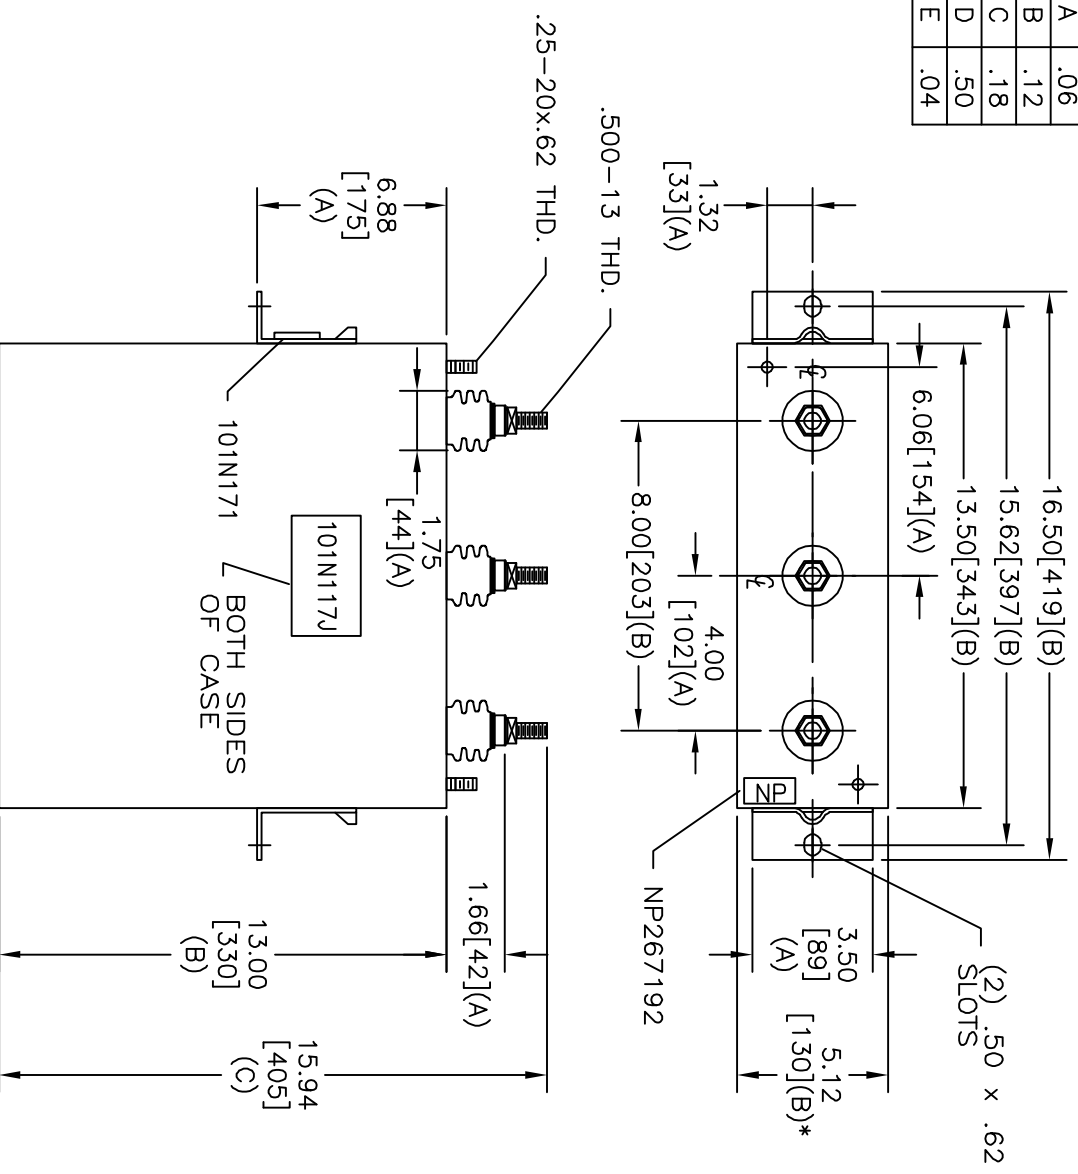 A .06
B .12
C .18
D .50
E .04
16.50[419](B)
15.62[397](B)
13.50[343](B)
6.06[154](A)
(2) .50 x .62
SLOTS
1.32
[33](A)
CL
CL
NP
3.50
[89]
(A)
5.12
[130](B)*
NP267192
4.00
[102](A)
8.00[203](B)
.500-13 THD.
.25-20x.62 THD.
6.88
[175]
(A)
1.75
[44](A)
101N171
101N117J
BOTH SIDES
OF CASE
1.66[42](A)
13.00
[330]
(B)
15.94
[405]
(C)